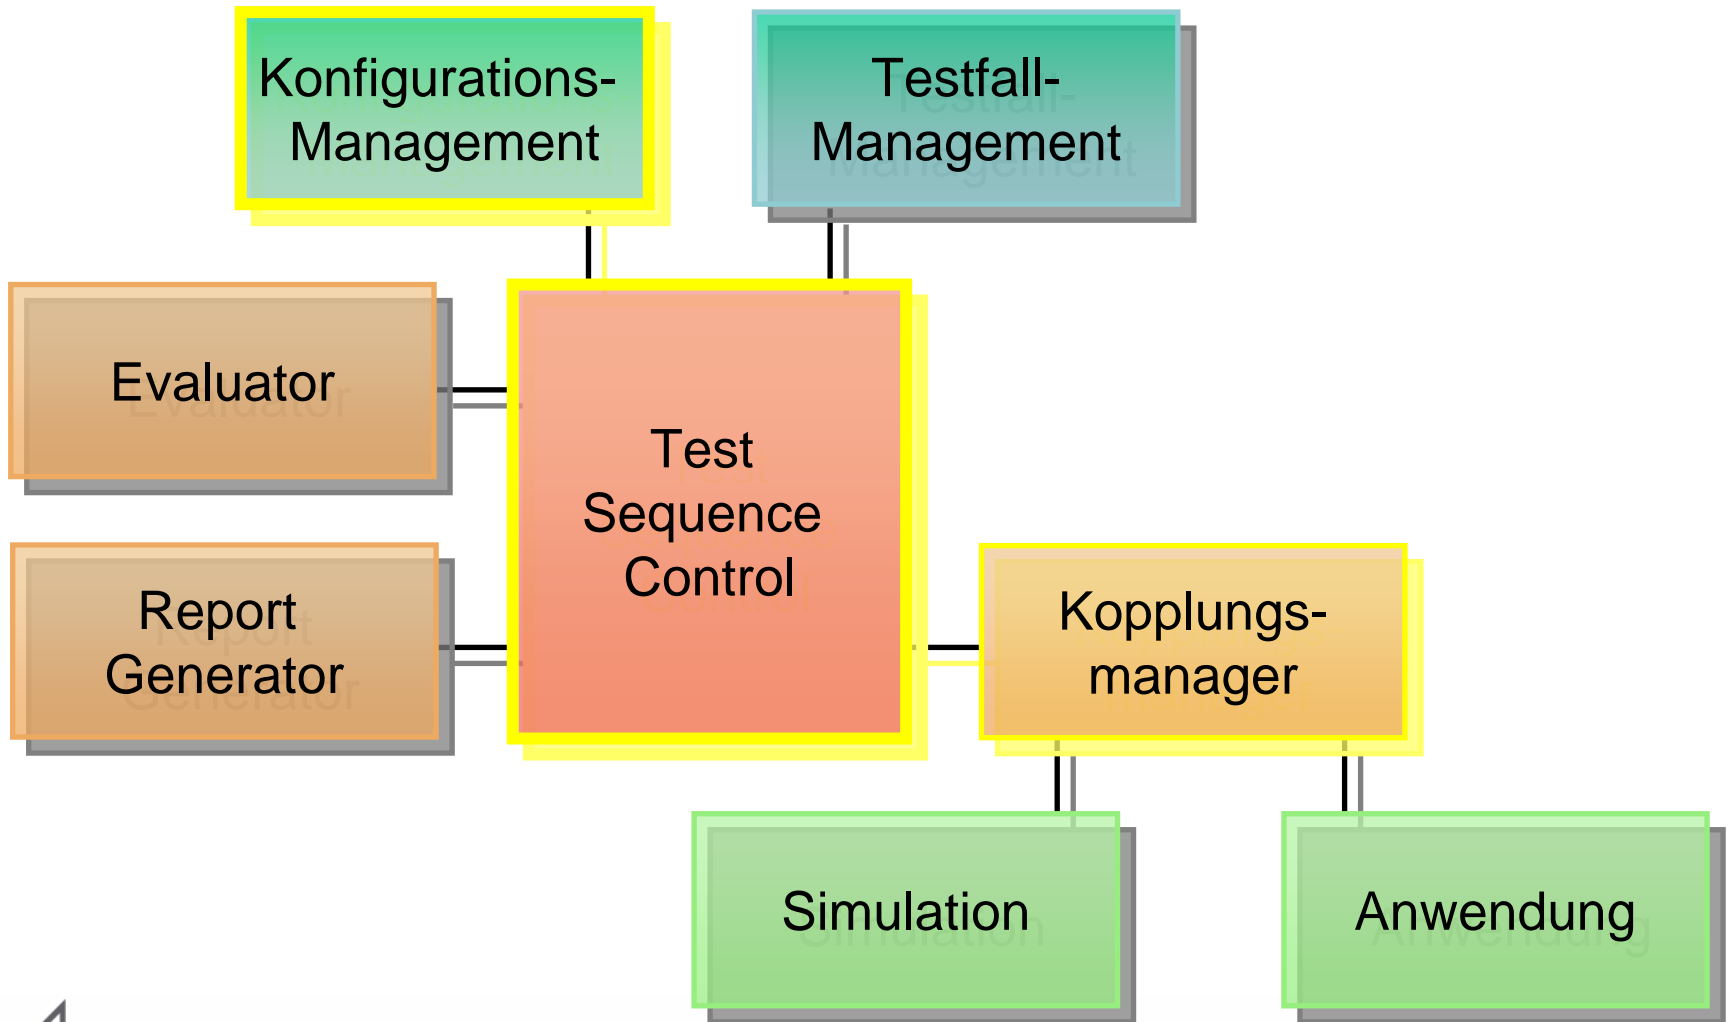 Konfigurations-
Management
Testfall-
Management
Evaluator
Test
Sequence
Control
Report
Generator
Kopplungs-
manager
Simulation
Anwendung